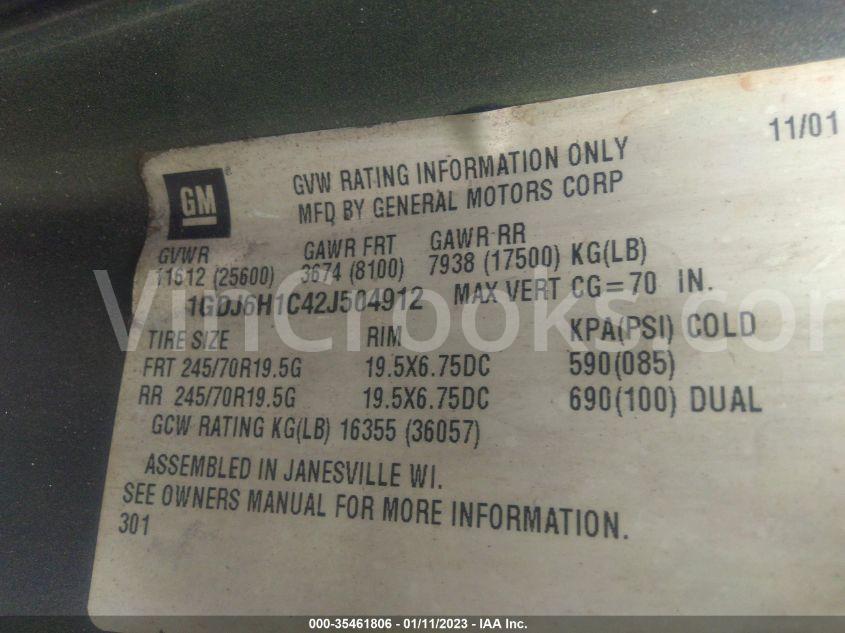 11/01
GM
GVW RATING INFORMATION ONLY
MFD BY GENERAL MOTORS CORP
GVWR GAWR FRT GAWR RR
11612 (25600) 3674 (8100) 7938 (17500) KG(LB)
1GDJ6H1C42J504912 MAX VERT CG=70 IN.
TIRE SIZE RIM KPA(PSI) COLD
FRT 245/70R19.5G 19.5X6.75DC 590(085)
RR 245/70R19.5G 19.5X6.75DC 690(100) DUAL
GCW RATING KG(LB) 16355 (36057)
ASSEMBLED IN JANESVILLE WI.
SEE OWNERS MANUAL FOR MORE INFORMATION.
301
VinCrooks.com
000-35461806 - 01/11/2023 - IAA Inc.